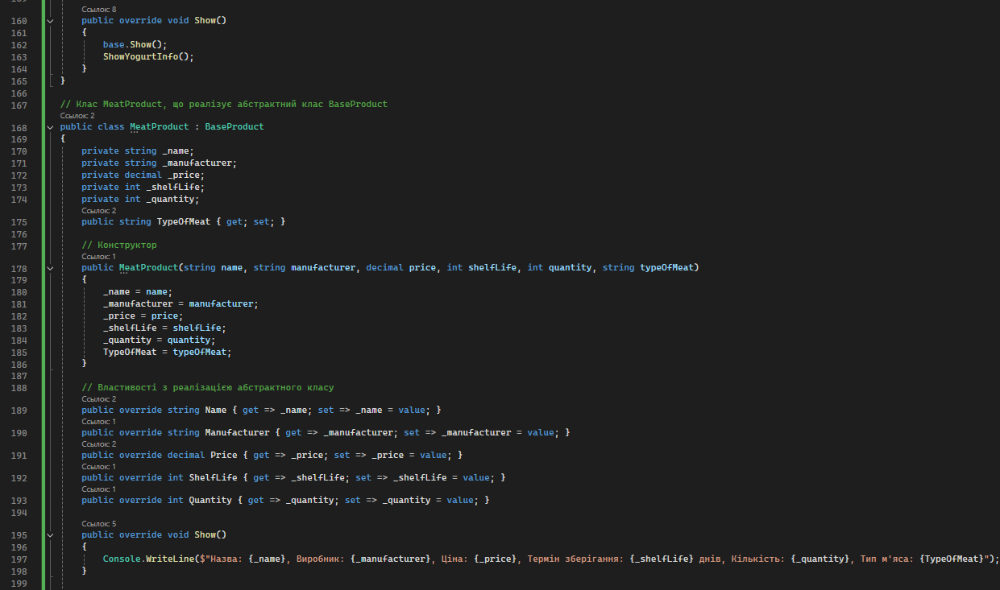 Ссылок: 8
160 public override void Show()
161 {
162 base.Show();
163 ShowYogurtInfo();
164 }
165 }
166
167 // Клас MeatProduct, що реалізує абстрактний клас BaseProduct
Ссылок: 2
168 public class MeatProduct : BaseProduct
169 {
170 private string _name;
171 private string _manufacturer;
172 private decimal _price;
173 private int _shelfLife;
174 private int _quantity;
Ссылок: 2
175 public string TypeOfMeat { get; set; }
176
177 // Конструктор
Ссылок: 1
178 public MeatProduct(string name, string manufacturer, decimal price, int shelfLife, int quantity, string typeOfMeat)
179 {
180 _name = name;
181 _manufacturer = manufacturer;
182 _price = price;
183 _shelfLife = shelfLife;
184 _quantity = quantity;
185 TypeOfMeat = typeOfMeat;
186 }
187
188 // Властивості з реалізацією абстрактного класу
Ссылок: 2
189 public override string Name { get => _name; set => _name = value; }
Ссылок: 1
190 public override string Manufacturer { get => _manufacturer; set => _manufacturer = value; }
Ссылок: 2
191 public override decimal Price { get => _price; set => _price = value; }
Ссылок: 1
192 public override int ShelfLife { get => _shelfLife; set => _shelfLife = value; }
Ссылок: 1
193 public override int Quantity { get => _quantity; set => _quantity = value; }
194
Ссылок: 5
195 public override void Show()
196 {
197 Console.WriteLine($"Назва: {_name}, Виробник: {_manufacturer}, Ціна: {_price}, Термін зберігання: {_shelfLife} днів, Кількість: {_quantity}, Тип м'яса: {TypeOfMeat}");
198 }
199